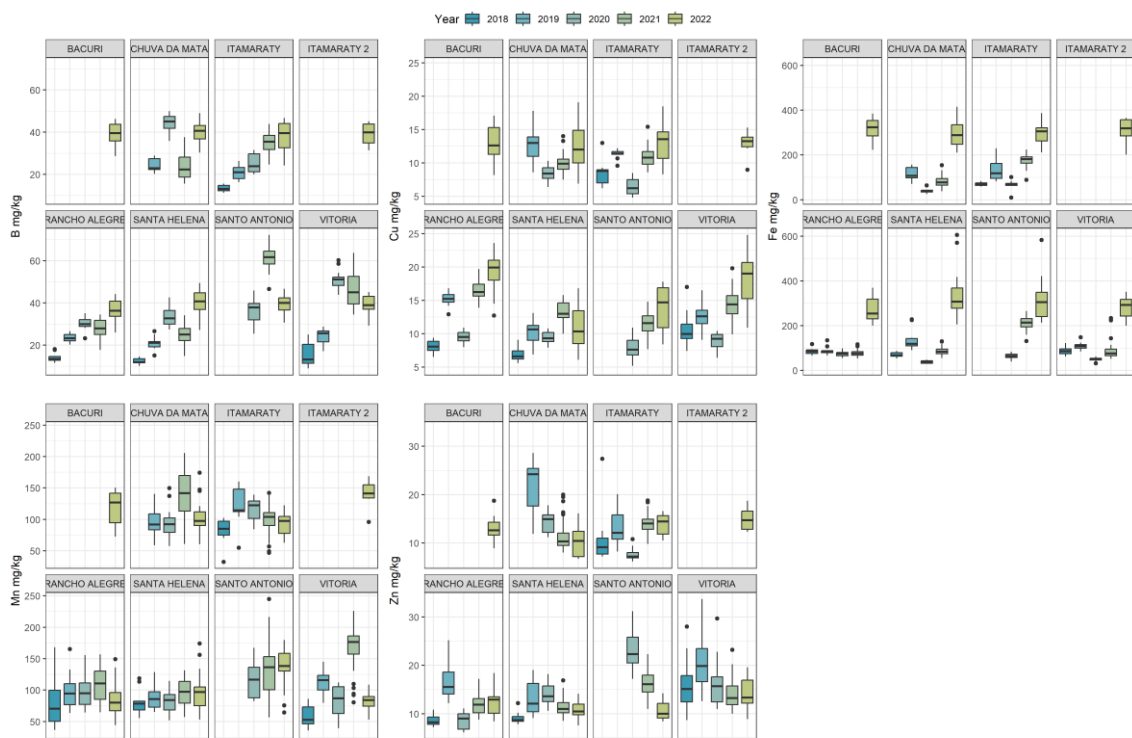 Year 2018 2019 2020 2021 2022
BACURI CHUVA DA MATA ITAMARATY ITAMARATY 2
60
40
20
RANCHO ALEGRE SANTA HELENA SANTO ANTONIO VITORIA
60
40
20
B mg/kg
BACURI CHUVA DA MATA ITAMARATY ITAMARATY 2
25
20
15
10
5
RANCHO ALEGRE SANTA HELENA SANTO ANTONIO VITORIA
25
20
15
10
5
Cu mg/kg
BACURI CHUVA DA MATA ITAMARATY ITAMARATY 2
600
400
200
0
RANCHO ALEGRE SANTA HELENA SANTO ANTONIO VITORIA
600
400
200
0
Fe mg/kg
BACURI CHUVA DA MATA ITAMARATY ITAMARATY 2
250
200
150
100
50
RANCHO ALEGRE SANTA HELENA SANTO ANTONIO VITORIA
250
200
150
100
50
Mn mg/kg
BACURI CHUVA DA MATA ITAMARATY ITAMARATY 2
30
20
10
RANCHO ALEGRE SANTA HELENA SANTO ANTONIO VITORIA
30
20
10
Zn mg/kg